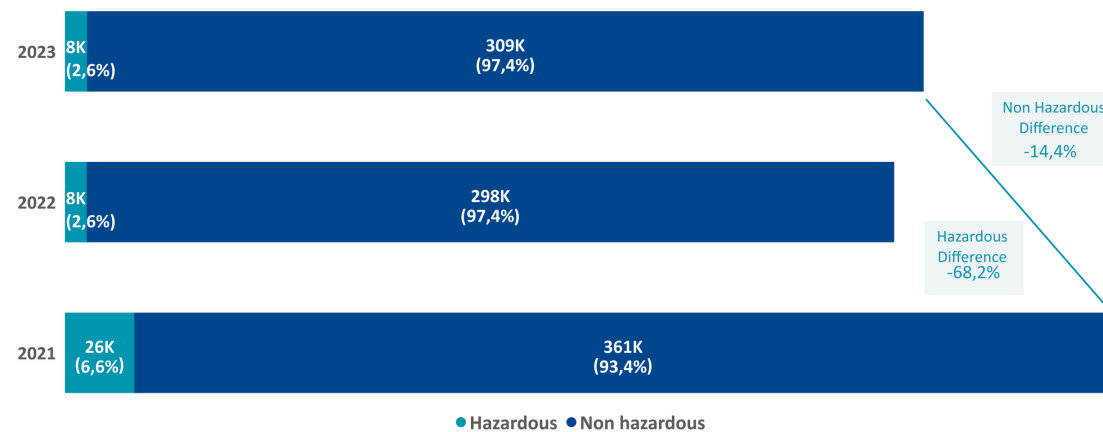 2023
8K
(2,6%)
309K
(97,4%)
Non Hazardous
Difference
-14,4%
2022
8K
(2,6%)
298K
(97,4%)
Hazardous
Difference
-68,2%
2021
26K
(6,6%)
361K
(93,4%)
Hazardous
Non hazardous